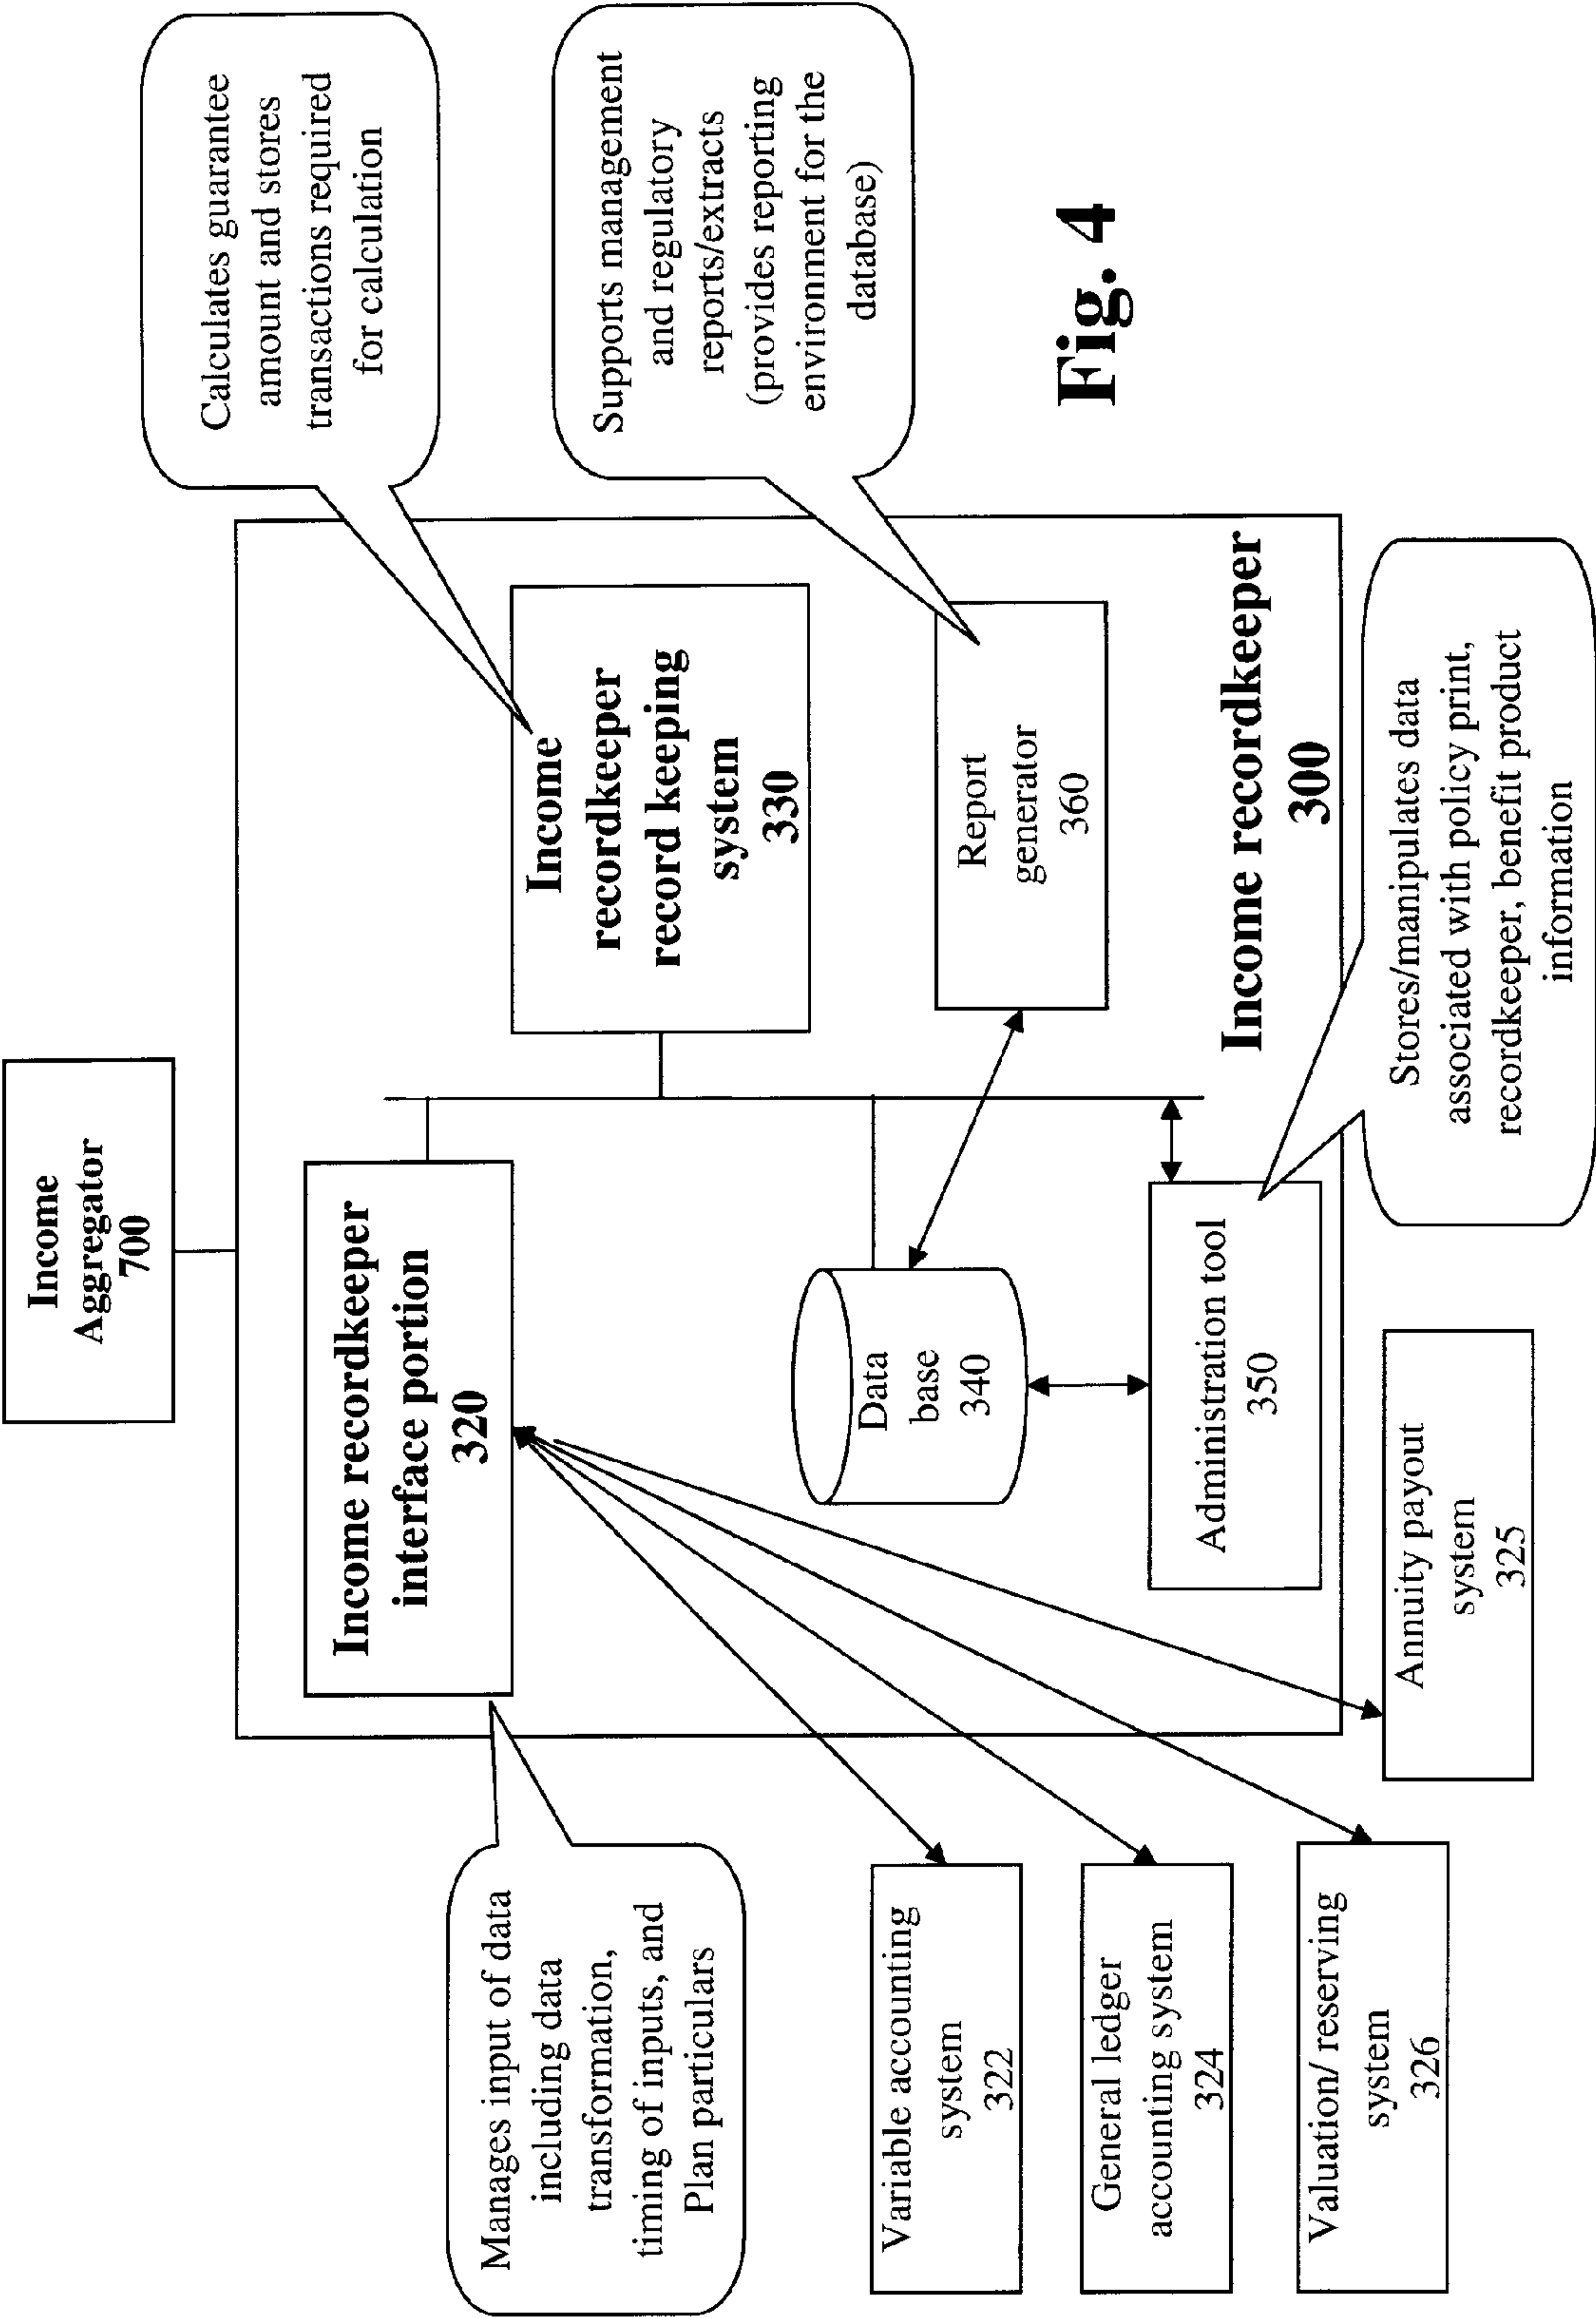 Income
Aggregator
700
Calculates guarantee
amount and stores
transactions required
for calculation
Manages input of data
including data
transformation,
timing of inputs, and
Plan particulars
Income recordkeeper
interface portion
320
Income
recordkeeper
record keeping
system
330
Supports management
and regulatory
reports/extracts
(provides reporting
environment for the
database)
Variable accounting
system
322
Data
base
340
Report
generator
360
General ledger
accounting system
324
Administration tool
350
Income recordkeeper
300
Valuation/ reserving
system
326
Annuity payout
system
325
Stores/manipulates data
associated with policy print,
recordkeeper, benefit product
information
Fig. 4